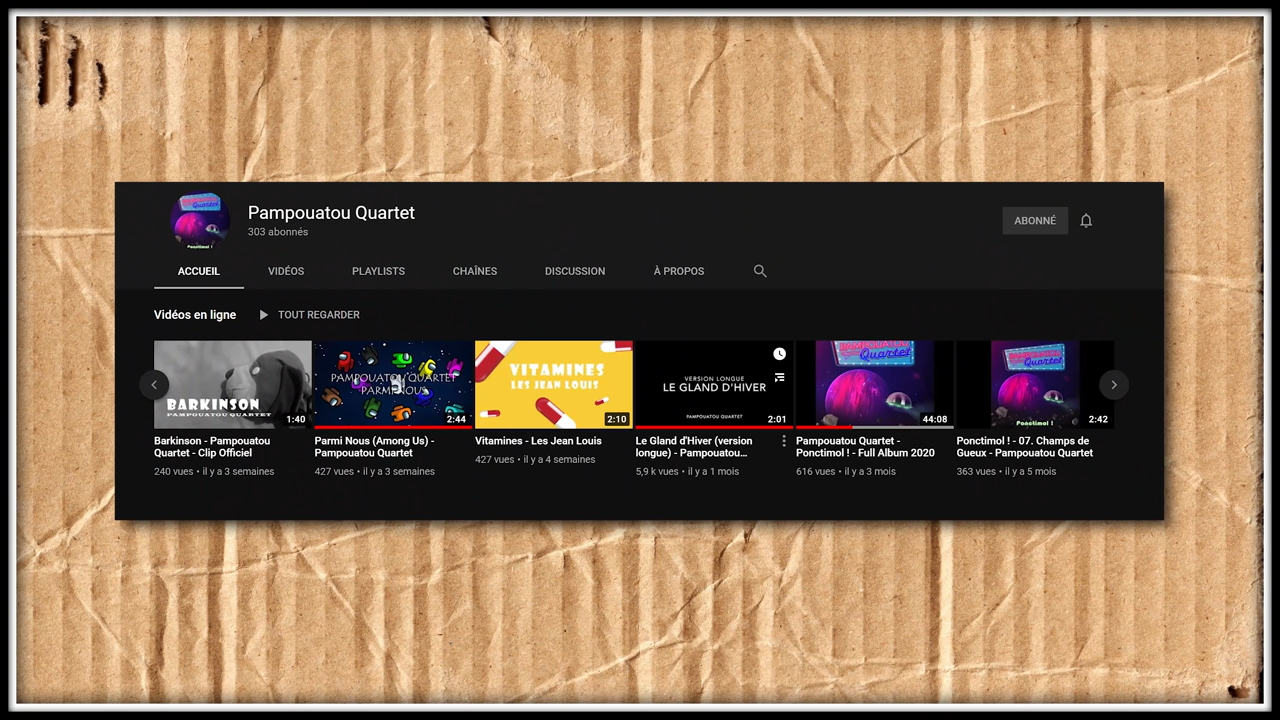 Pampouatou Quartet
303 abonnés
ABONNÉ
ACCUEIL
VIDÉOS
PLAYLISTS
CHAÎNES
DISCUSSION
À PROPOS
Vidéos en ligne
TOUT REGARDER
BARKINSON
PAMPOUATOU QUARTET
1:40
Barkinson - Pampouatou
Quartet - Clip Officiel
240 vues • il y a 3 semaines
PAMPOUATOU QUARTET
PARMI NOUS
2:44
Parmi Nous (Among Us) -
Pampouatou Quartet
427 vues • il y a 3 semaines
VITAMINES
LES JEAN LOUIS
2:10
Vitamines - Les Jean Louis
427 vues • il y a 4 semaines
VERSION LONGUE
LE GLAND D'HIVER
PAMPOUATOU QUARTET
2:01
Le Gland d'Hiver (version
longue) - Pampouatou...
5,9 k vues • il y a 1 mois
Quartet
44:08
Pampouatou Quartet -
Ponctimol ! - Full Album 2020
616 vues • il y a 3 mois
Quartet
Ponctimol !
2:42
Ponctimol ! - 07. Champs de
Gueux - Pampouatou Quartet
363 vues • il y a 5 mois